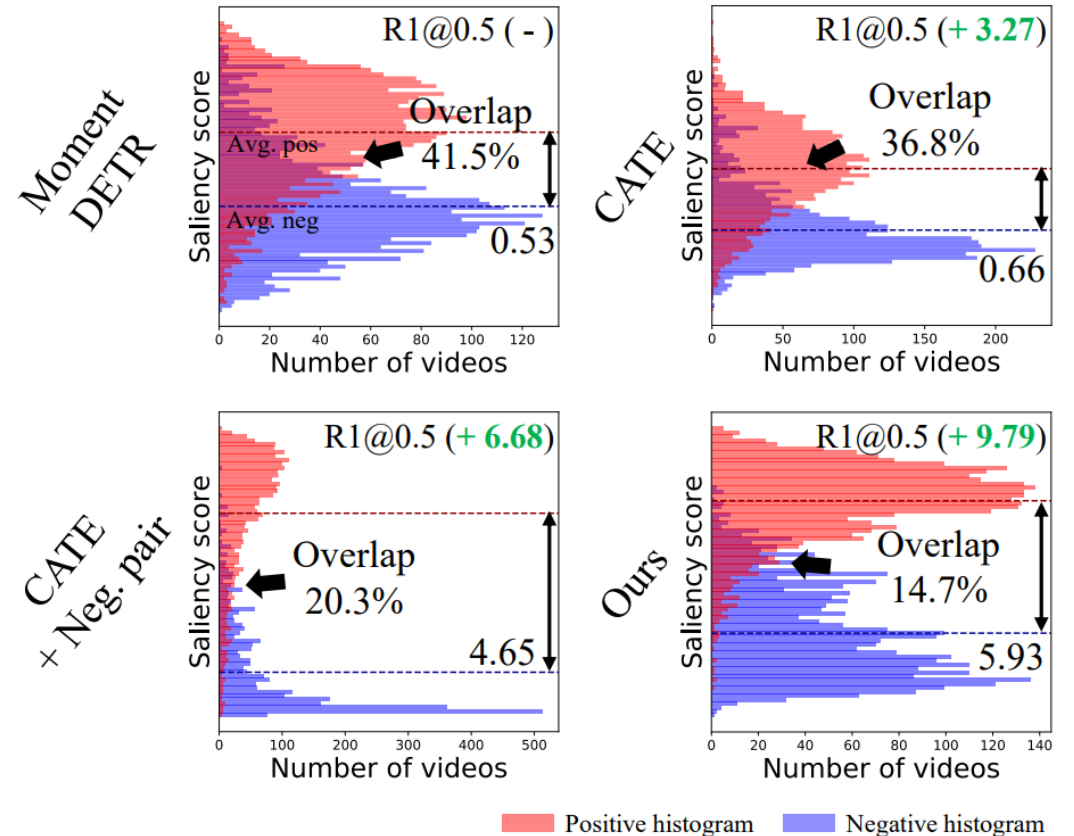 Moment
DETR
Saliency score
R1@0.5 ( - )
Overlap
41.5%
Avg. pos
Avg. neg
0.53
0 20 40 60 80 100 120
Number of videos
CATE
Saliency score
R1@0.5 (+ 3.27)
Overlap
36.8%
0.66
0 50 100 150 200
Number of videos
CATE
+ Neg. pair
Saliency score
R1@0.5 (+ 6.68)
Overlap
20.3%
4.65
0 100 200 300 400 500
Number of videos
Ours
Saliency score
R1@0.5 (+ 9.79)
Overlap
14.7%
5.93
0 20 40 60 80 100 120 140
Number of videos
Positive histogram
Negative histogram